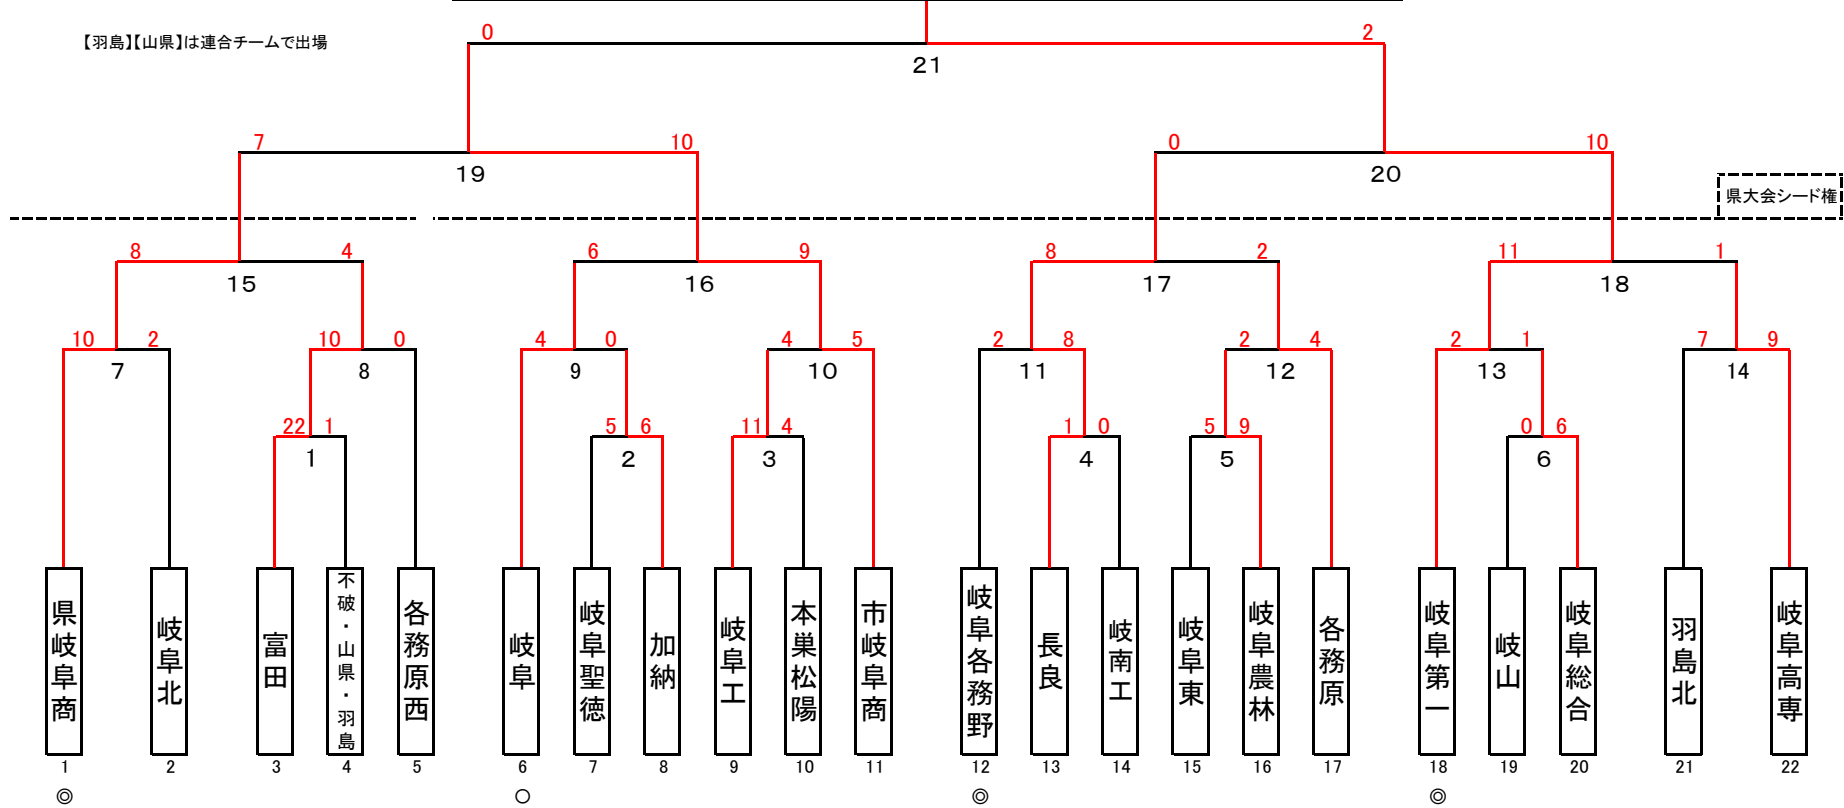 0 2
【羽島】【山県】は連合チームで出場
21
7 10 0 10
19 20
県大会シード権
8 4 6 9 8 2 11 1
15 16 17 18
10 2 10 0 4 0 4 5 2 8 2 4 2 1 7 9
7 8 9 10 11 12 13 14
22 1 5 6 11 4 1 0 5 9 0 6
1 2 3 4 5 6
県岐阜商
岐阜北
富田
不破・山県・羽島
各務原西
岐阜
岐阜聖徳
加納
岐阜工
本巣松陽
市岐阜商
岐阜各務野
長良
岐南工
岐阜東
岐阜農林
各務原
岐阜第一
岐山
岐阜総合
羽島北
岐阜高専
1 2 3 4 5 6 7 8 9 10 11 12 13 14 15 16 17 18 19 20 21 22
◎ ○ ◎ ◎